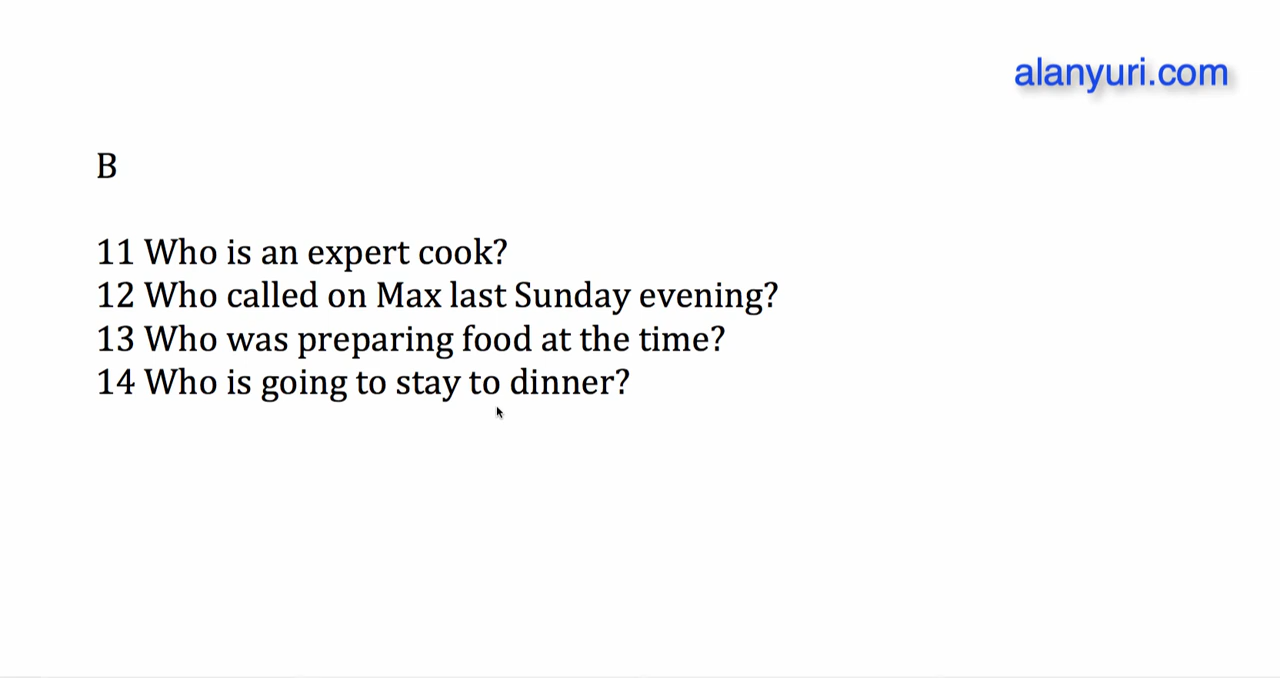 alanyuri.com
B
11 Who is an expert cook?
12 Who called on Max last Sunday evening?
13 Who was preparing food at the time?
14 Who is going to stay to dinner?